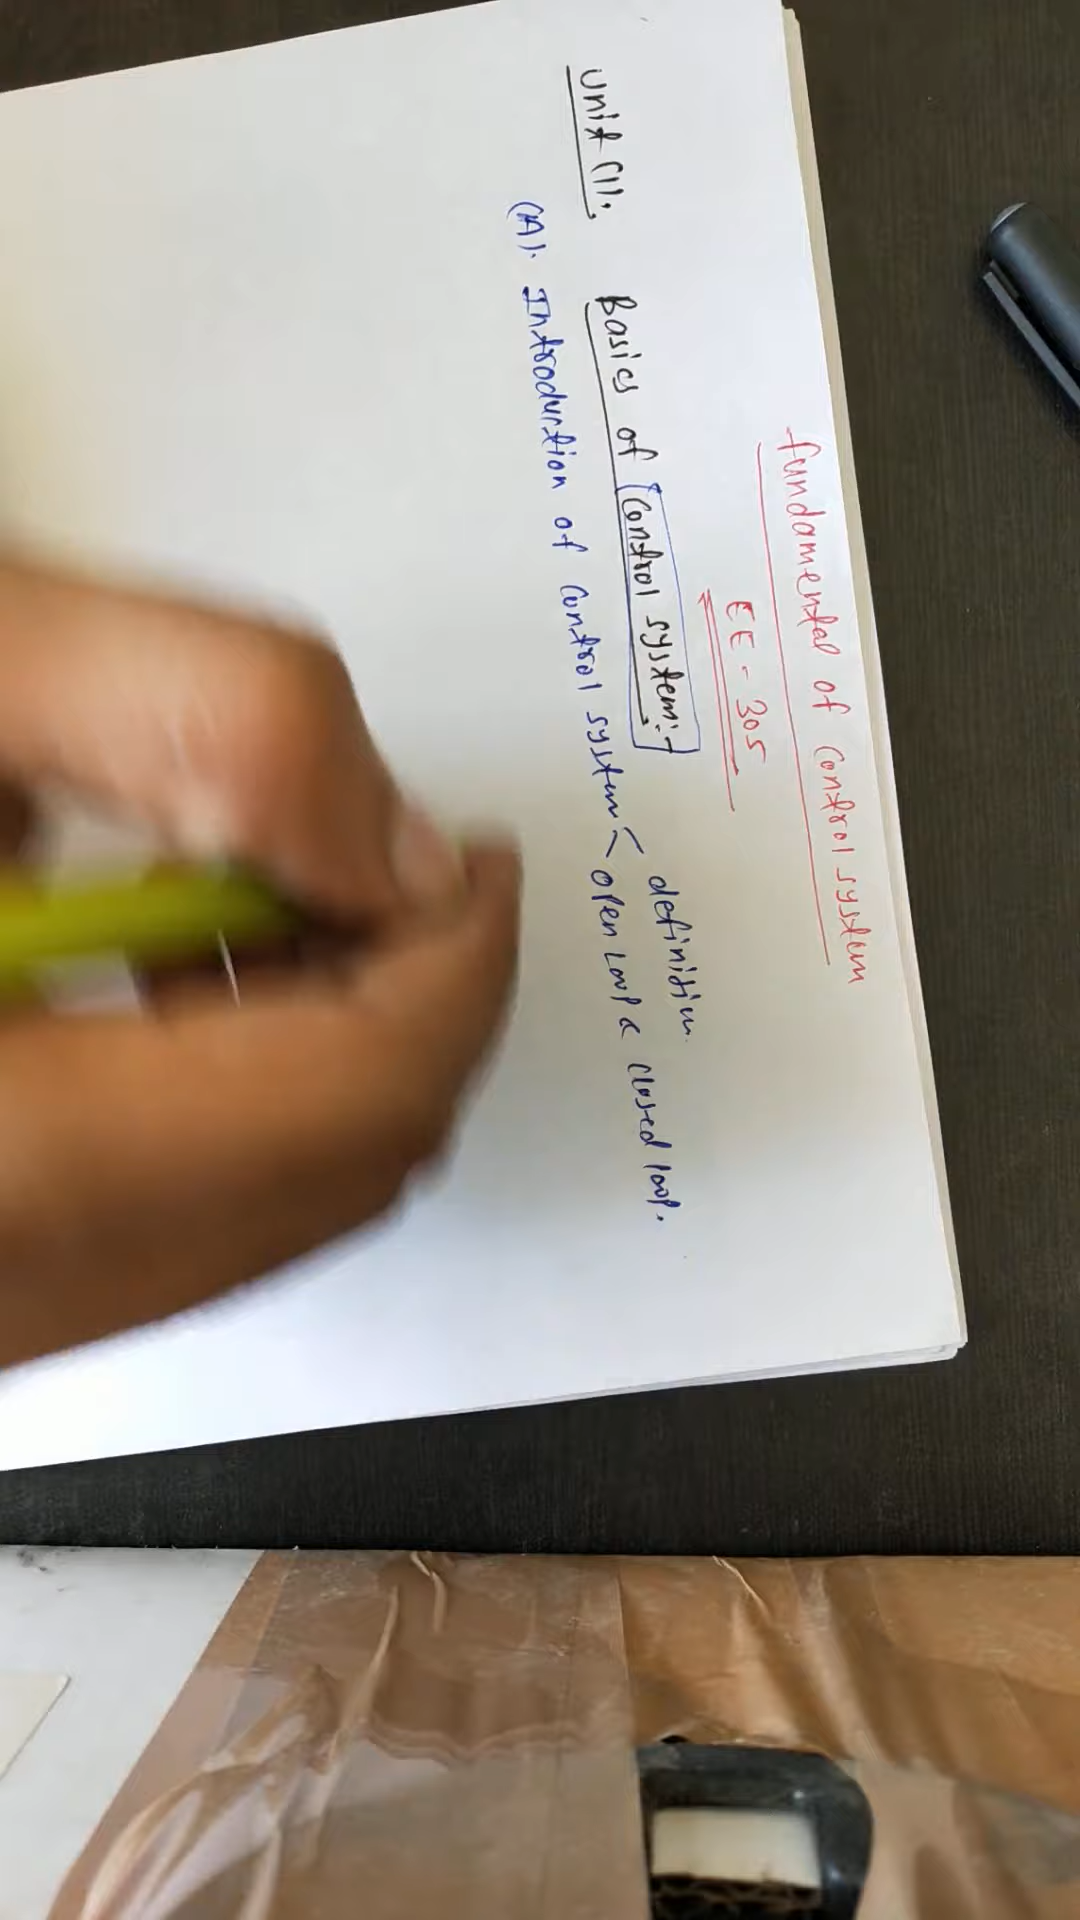 fundamental of control system
EE - 305
Unit (1). Basics of control system:-
(A). Introduction of control system < definition.
open loop & closed loop.